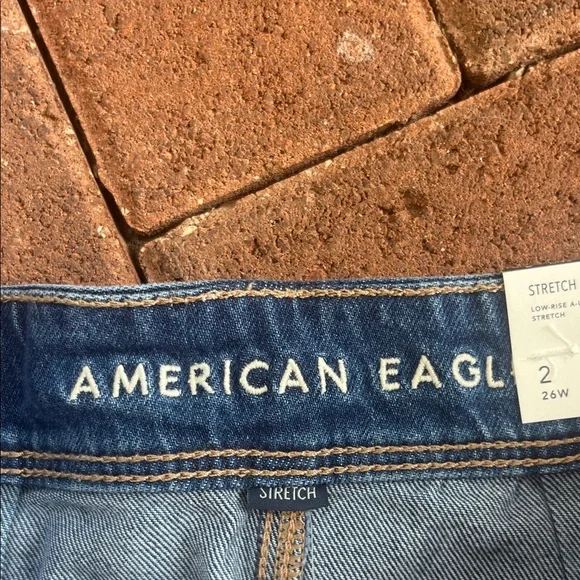 AMERICAN EAGL
STRETCH
LOW-RISE A-
STRETCH
2
26W
STRETCH